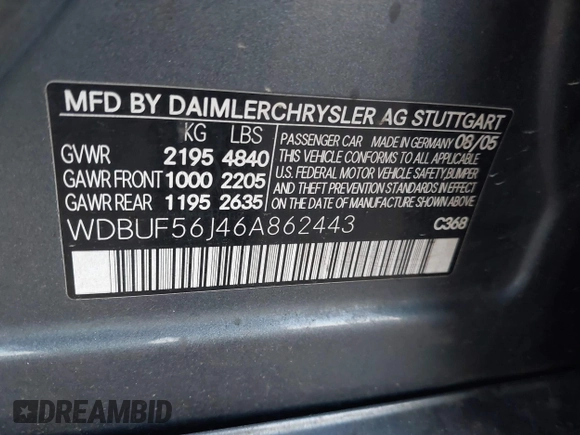 MFD BY DAIMLERCHRYSLER AG STUTTGART
KG LBS
GVWR 2195 4840
GAWR FRONT 1000 2205
GAWR REAR 1195 2635
PASSENGER CAR MADE IN GERMANY 08/05
THIS VEHICLE CONFORMS TO ALL APPLICABLE
U.S. FEDERAL MOTOR VEHICLE SAFETY, BUMPER
AND THEFT PREVENTION STANDARDS IN EFFECT
ON THE DATE OF MANUFACTURE SHOWN ABOVE
WDBUF56J46A862443
C368
DREAMBID